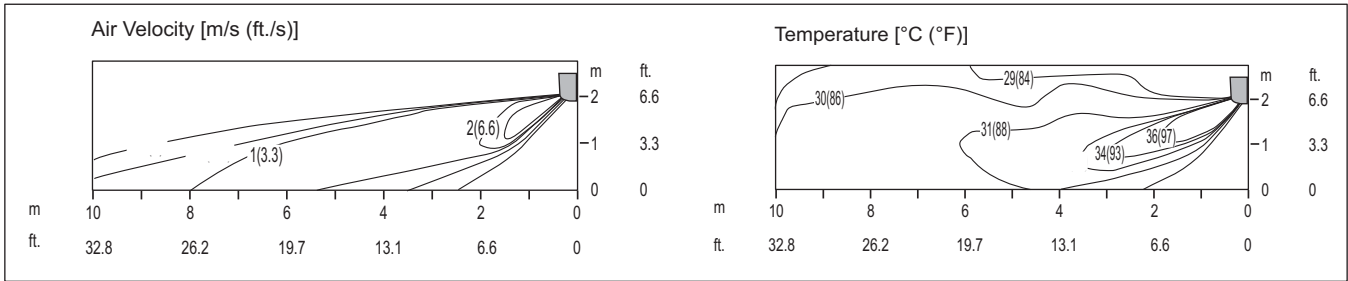 Air Velocity [m/s (ft./s)]
m ft.
2 6.6
2(6.6)
1 3.3
1(3.3)
0 0
m 10 8 6 4 2 0
ft. 32.8 26.2 19.7 13.1 6.6 0
Temperature [°C (°F)]
29(84)
m ft.
30(86)
2 6.6
31(88)
36(97)
34(93)
1 3.3
0 0
m 10 8 6 4 2 0
ft. 32.8 26.2 19.7 13.1 6.6 0